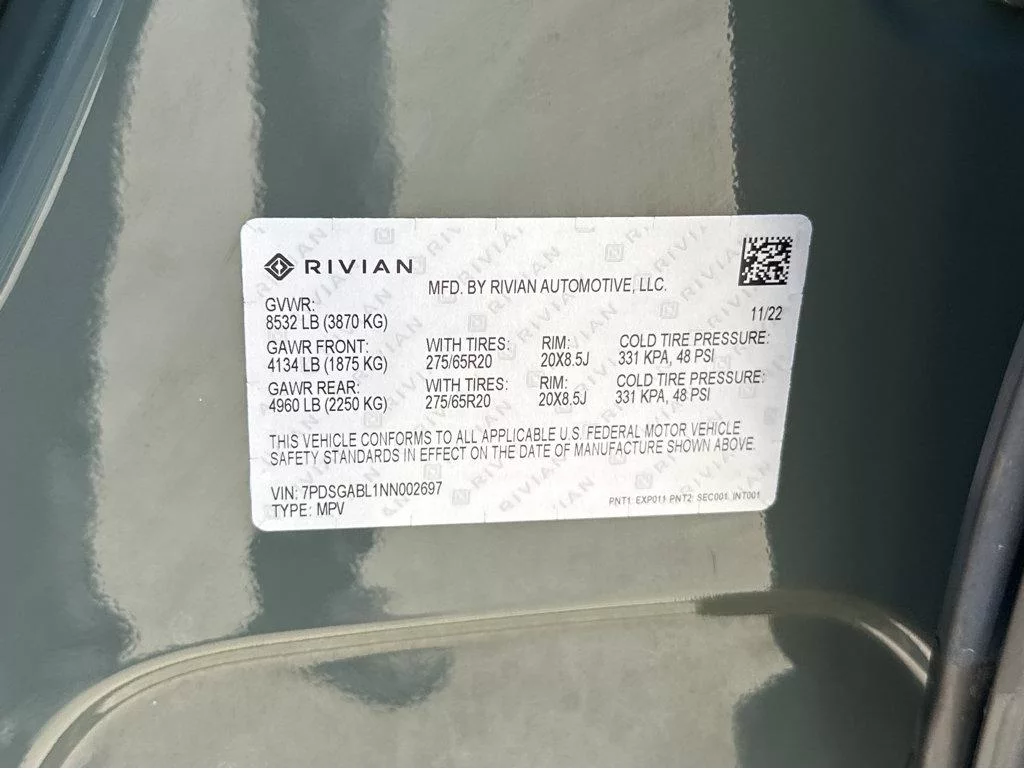 RIVIAN
MFD. BY RIVIAN AUTOMOTIVE, LLC.
11/22
GVWR:
8532 LB (3870 KG)
GAWR FRONT: WITH TIRES: RIM: COLD TIRE PRESSURE:
4134 LB (1875 KG) 275/65R20 20X8.5J 331 KPA, 48 PSI
GAWR REAR: WITH TIRES: RIM: COLD TIRE PRESSURE:
4960 LB (2250 KG) 275/65R20 20X8.5J 331 KPA, 48 PSI
THIS VEHICLE CONFORMS TO ALL APPLICABLE U.S. FEDERAL MOTOR VEHICLE
SAFETY STANDARDS IN EFFECT ON THE DATE OF MANUFACTURE SHOWN ABOVE.
VIN: 7PDSGABL1NN002697
TYPE: MPV
PNT1: EXP011 PNT2: SEC001 INT001